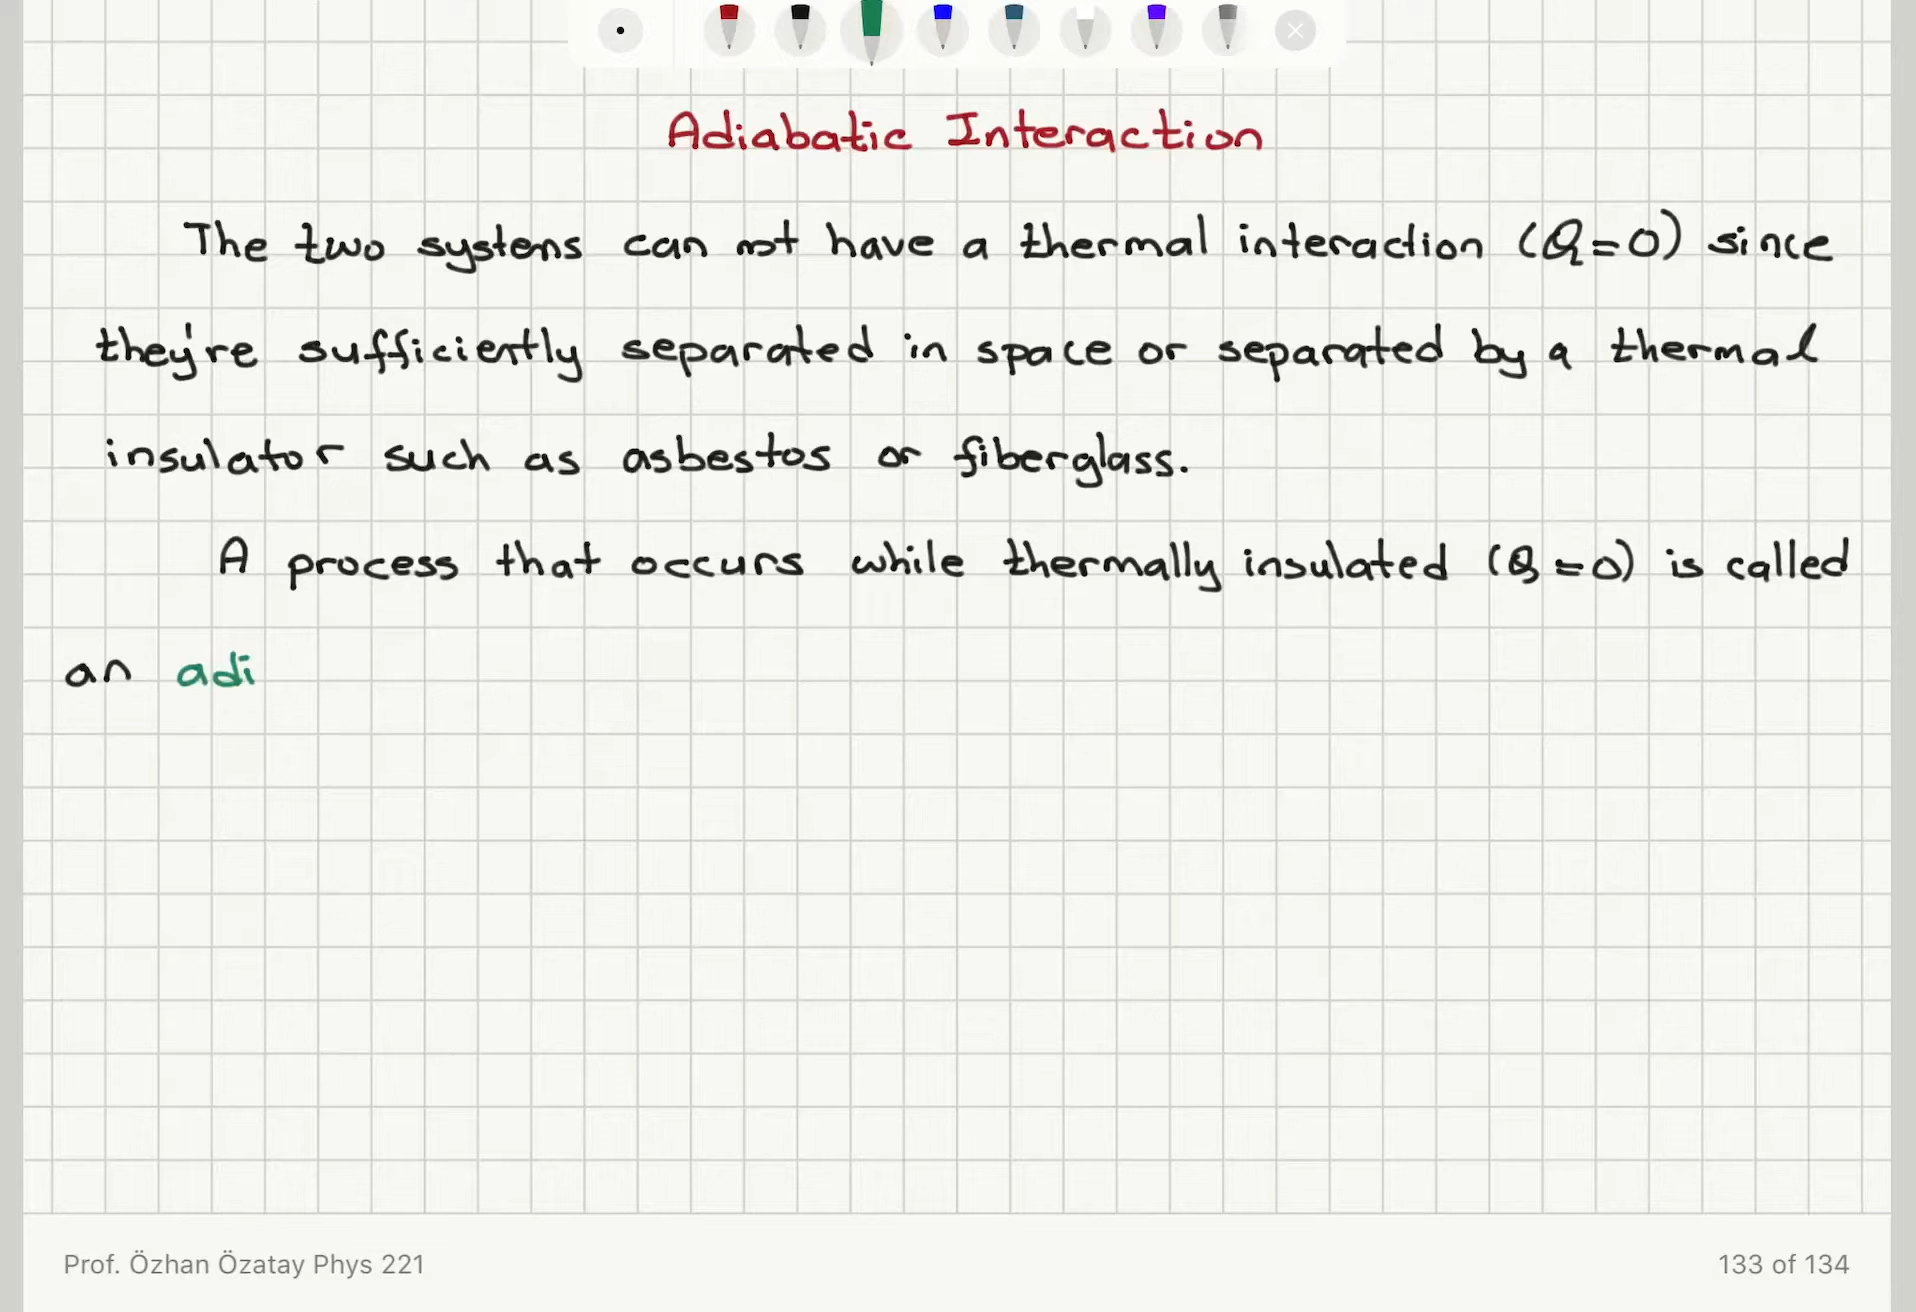 Adiabatic Interaction
The two systems can not have a thermal interaction (Q=0) since
they're sufficiently separated in space or separated by a thermal
insulator such as asbestos or fiberglass.
A process that occurs while thermally insulated (Q=0) is called
an adi
Prof. Özhan Özatay Phys 221
133 of 134